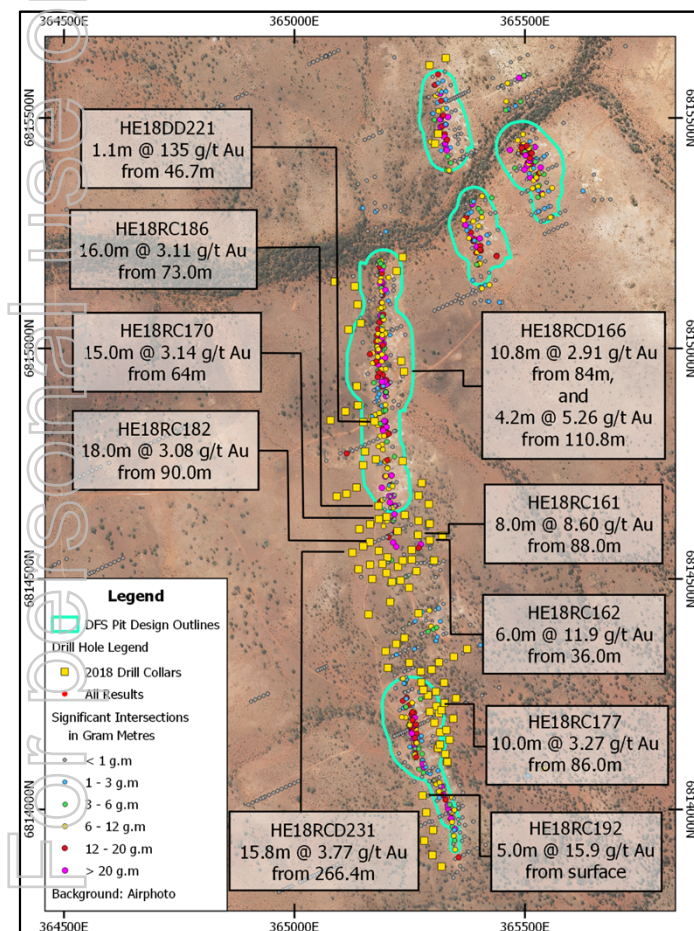 364500E
365000E
365500E
6815500N
6815500N
HE18DD221
1.1m @ 135 g/t Au
from 46.7m
HE18RC186
16.0m @ 3.11 g/t Au
from 73.0m
6815000N
6815000N
HE18RC170
15.0m @ 3.14 g/t Au
from 64m
HE18RCD166
10.8m @ 2.91 g/t Au
from 84m,
and
4.2m @ 5.26 g/t Au
from 110.8m
HE18RC182
18.0m @ 3.08 g/t Au
from 90.0m
HE18RC161
8.0m @ 8.60 g/t Au
from 88.0m
6814500N
6814500N
HE18RC162
6.0m @ 11.9 g/t Au
from 36.0m
HE18RC177
10.0m @ 3.27 g/t Au
from 86.0m
6814000N
6814000N
HE18RCD231
15.8m @ 3.77 g/t Au
from 266.4m
HE18RC192
5.0m @ 15.9 g/t Au
from surface
Legend
DFS Pit Design Outlines
Drill Hole Legend
2018 Drill Collars
All Results
Significant Intersections
in Gram Metres
< 1 g.m
1 - 3 g.m
3 - 6 g.m
6 - 12 g.m
12 - 20 g.m
> 20 g.m
Background: Airphoto
364500E
365000E
365500E
For personal use o